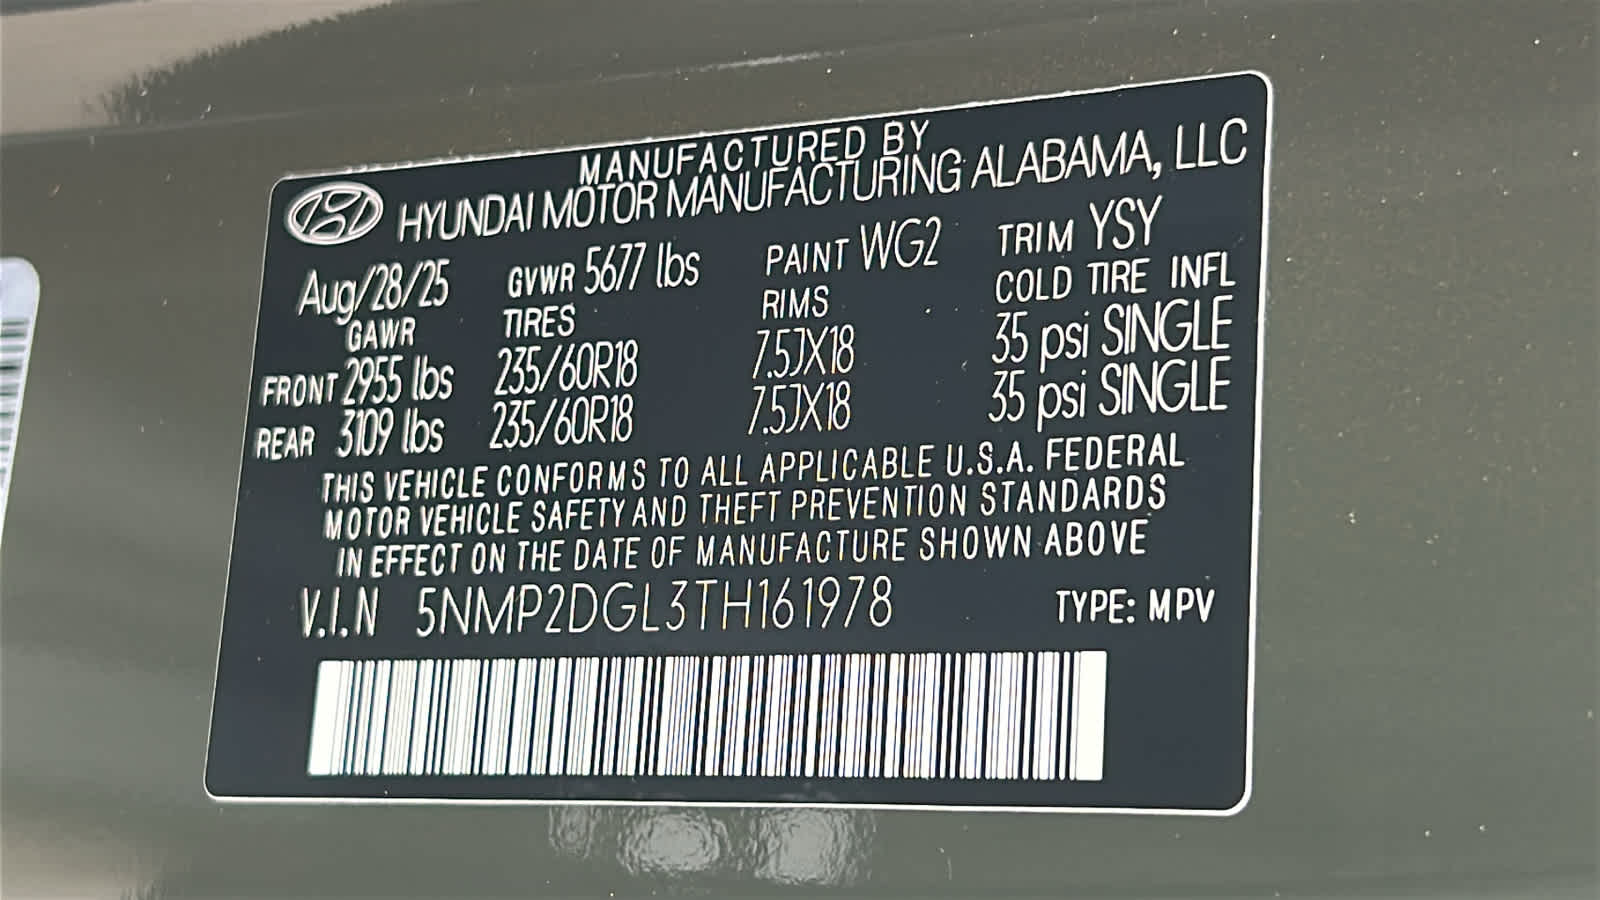 MANUFACTURED BY
HYUNDAI MOTOR MANUFACTURING ALABAMA, LLC
Aug/28/25 GVWR 5677 lbs PAINT WG2 TRIM YSY
GAWR TIRES RIMS COLD TIRE INFL
FRONT 2955 lbs 235/60R18 7.5JX18 35 psi SINGLE
REAR 3109 lbs 235/60R18 7.5JX18 35 psi SINGLE
THIS VEHICLE CONFORMS TO ALL APPLICABLE U.S.A. FEDERAL
MOTOR VEHICLE SAFETY AND THEFT PREVENTION STANDARDS
IN EFFECT ON THE DATE OF MANUFACTURE SHOWN ABOVE
V.I.N 5NMP2DGL3TH161978 TYPE: MPV